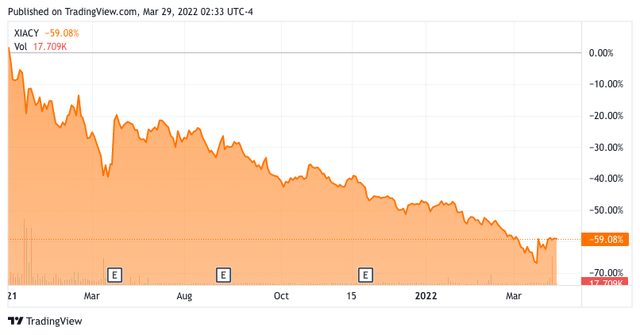 Published on TradingView.com, Mar 29, 2022 02:33 UTC-4
XIACY −59.08%
Vol 17.709K
0.00%
−10.00%
−20.00%
−30.00%
−40.00%
−50.00%
−59.08%
−70.00%
17.709K
E E E
21 Mar Aug Oct 15 2022 Mar
TradingView